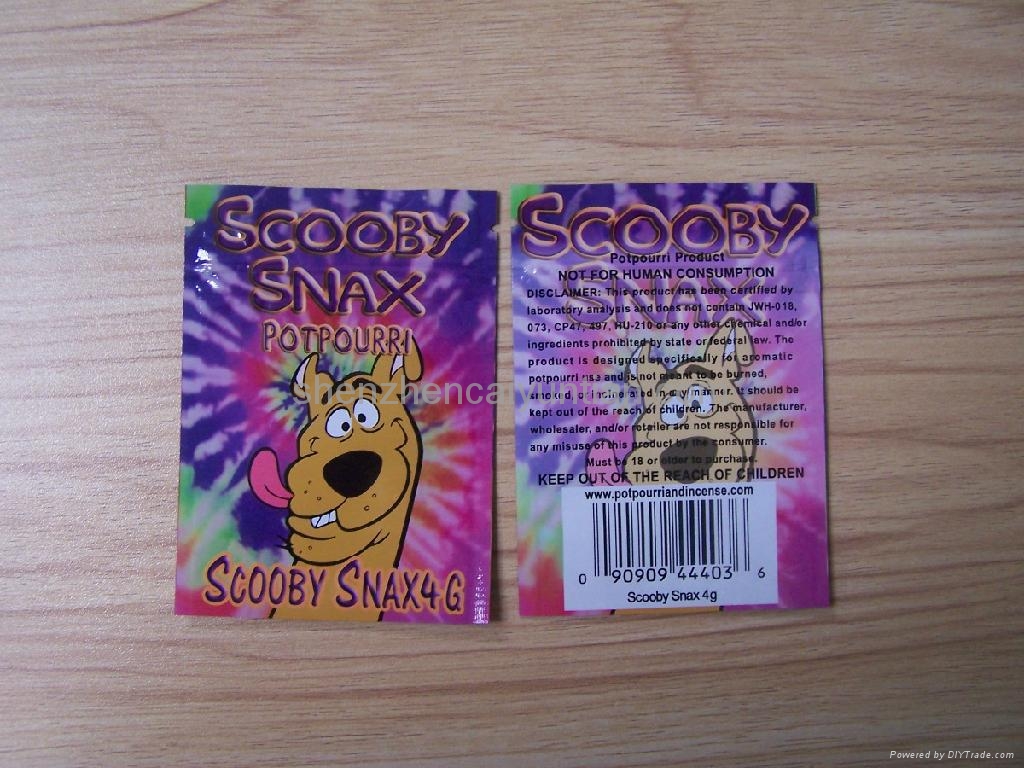 SCOOBY
SNAX
POTPOURRI
SCOOBY SNAX4G
SCOOBY
SNAX
Potpourri Product
NOT FOR HUMAN CONSUMPTION
DISCLAIMER: This product has been certified by
laboratory analysis and does not contain JWH-018,
073, CP47, 497, HU-210 or any other chemical and/or
ingredients prohibited by state or federal law. The
product is designed specifically for aromatic
potpourri use and is not meant to be burned,
smoked, or incinerated in any manner. It should be
kept out of the reach of children. The manufacturer,
wholesaler, and/or retailer are not responsible for
any misuse of this product by the consumer.
Must be 18 or older to purchase.
KEEP OUT OF THE REACH OF CHILDREN
www.potpourriandincense.com
0 90909 44403 6
Scooby Snax 4g
Powered by DIYTrade.com